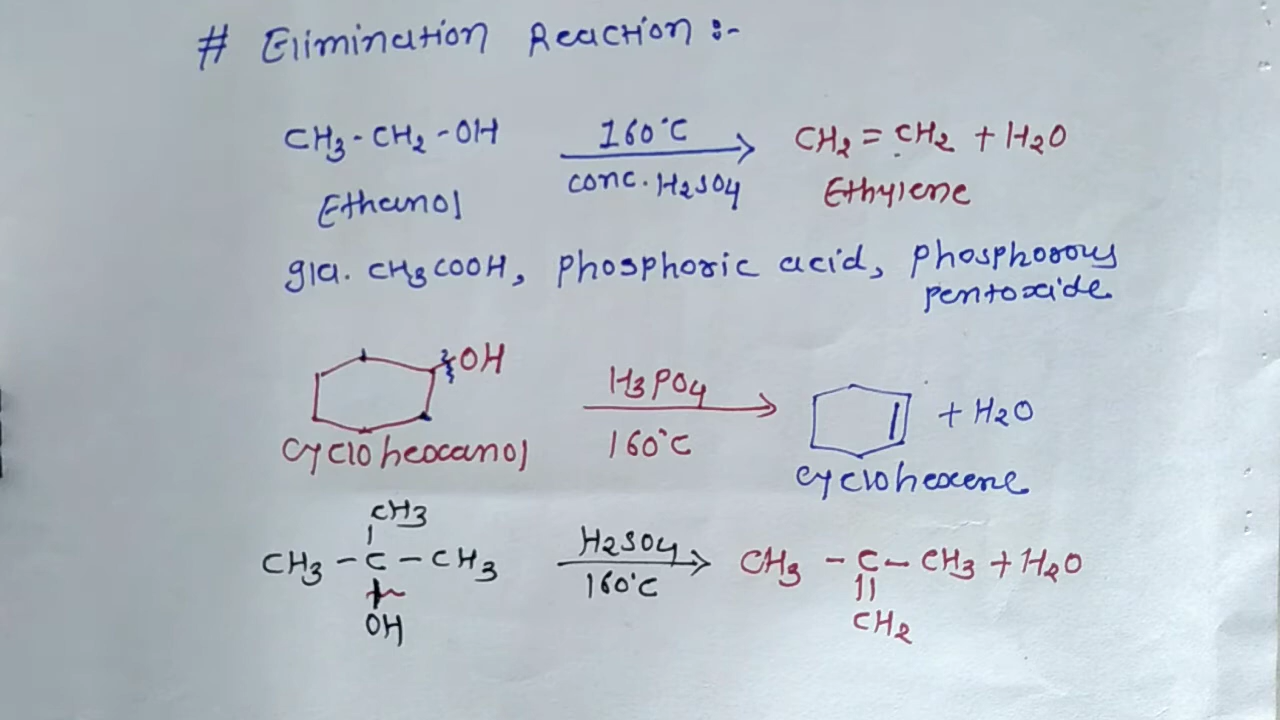 # Elimination Reaction :-
CH3-CH2-OH 160°C conc. H2SO4 CH2=CH2 + H2O
Ethanol Ethylene
gla. CH3COOH, phosphoric acid, phosphorous
pentoxide
OH H3PO4 160°C + H2O
cyclohexanol cyclohexene
CH3
CH3-C-CH3 H2SO4 160°C CH3-C-CH3 + H2O
OH CH2